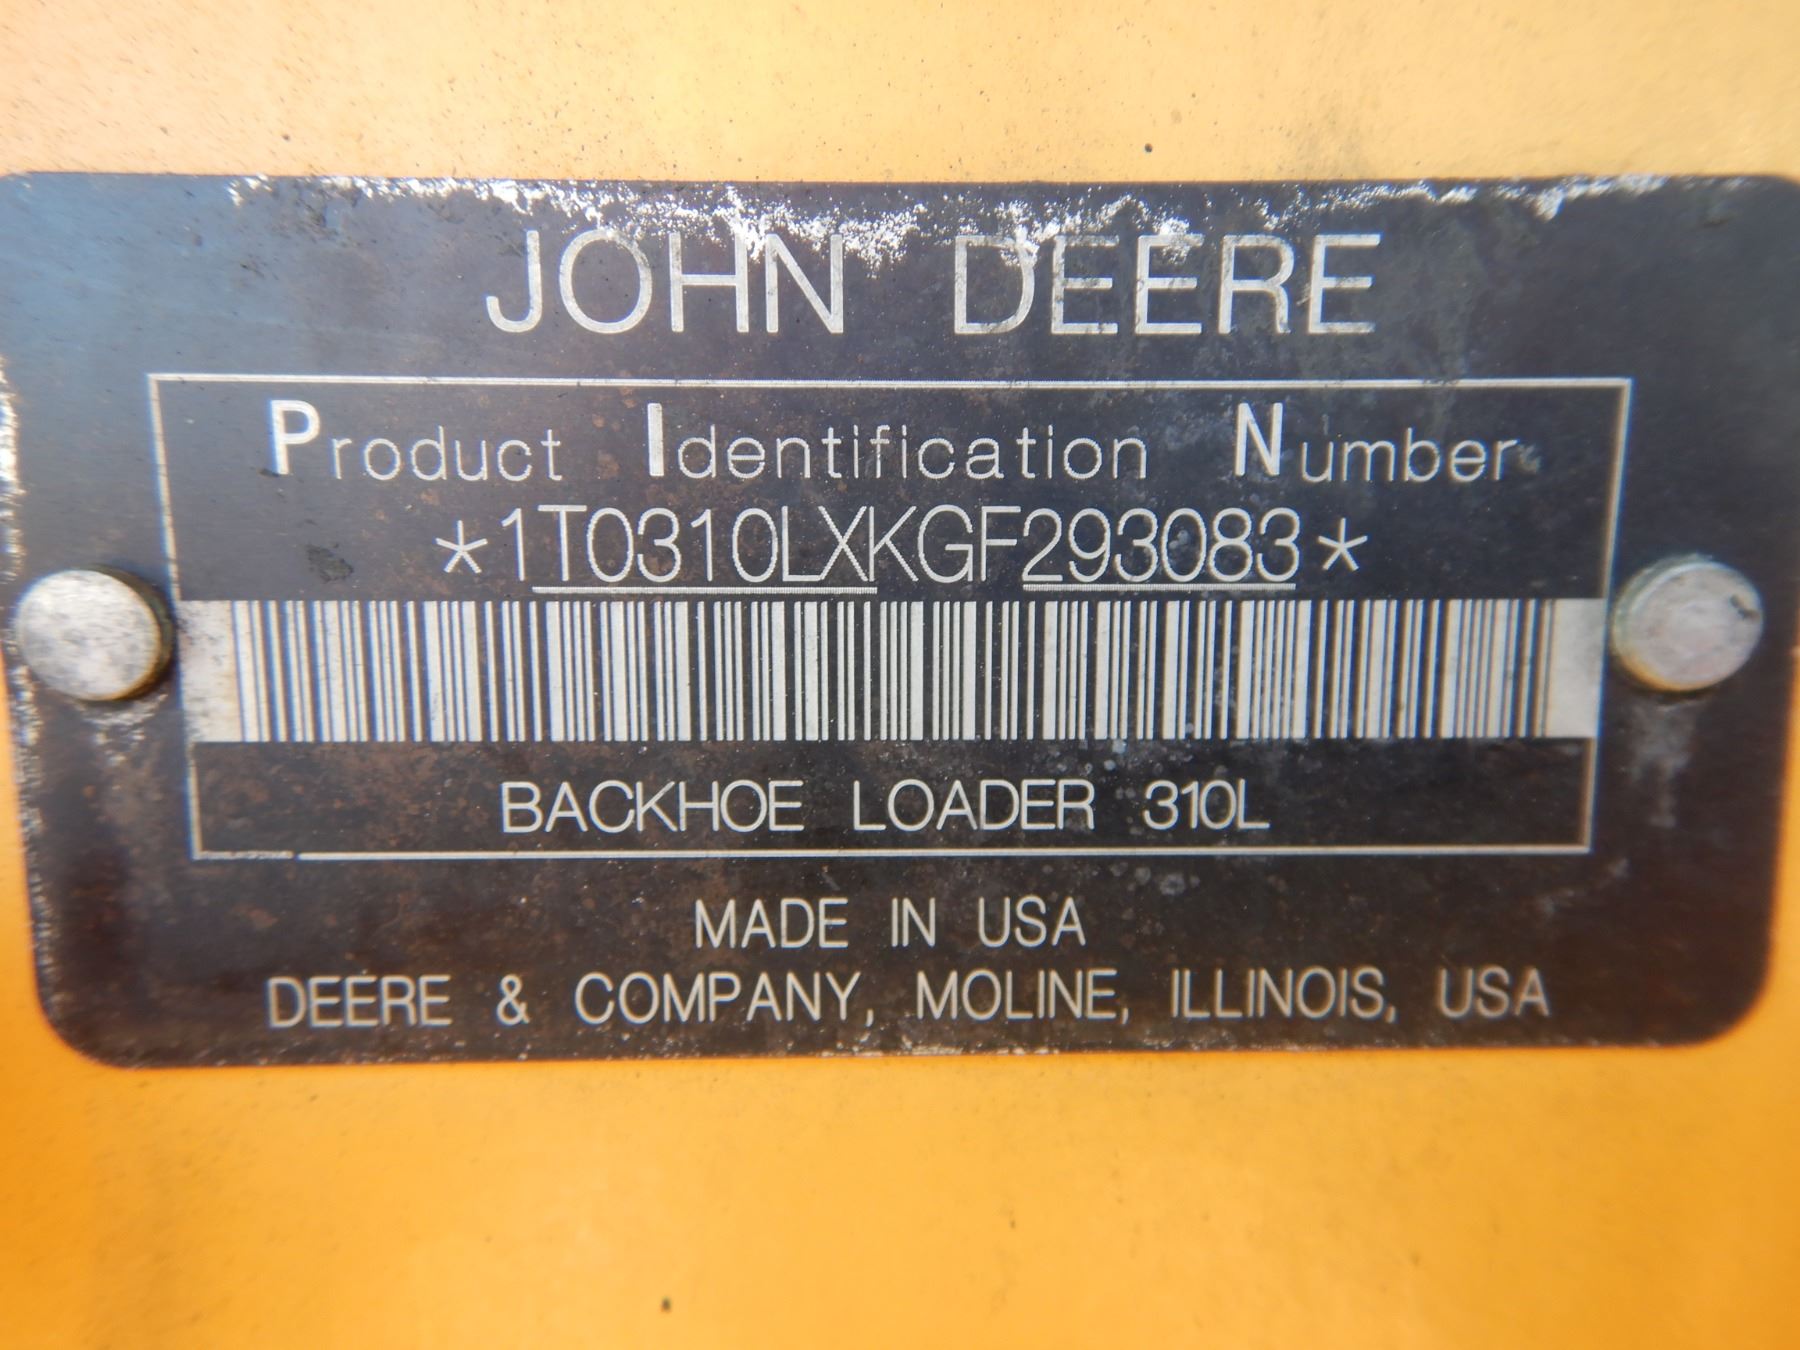 JOHN DEERE
Product Identification Number
*1T0310LXKGF293083*
BACKHOE LOADER 310L
MADE IN USA
DEERE & COMPANY, MOLINE, ILLINOIS, USA